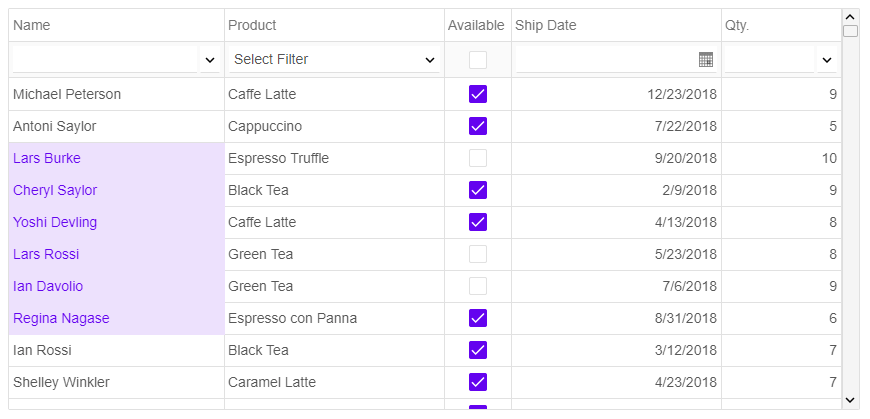 Name Product Available Ship Date Qty.
Select Filter
Michael Peterson Caffe Latte 12/23/2018 9
Antoni Saylor Cappuccino 7/22/2018 5
Lars Burke Espresso Truffle 9/20/2018 10
Cheryl Saylor Black Tea 2/9/2018 9
Yoshi Devling Caffe Latte 4/13/2018 8
Lars Rossi Green Tea 5/23/2018 8
Ian Davolio Green Tea 7/6/2018 9
Regina Nagase Espresso con Panna 8/31/2018 6
Ian Rossi Black Tea 3/12/2018 7
Shelley Winkler Caramel Latte 4/23/2018 7